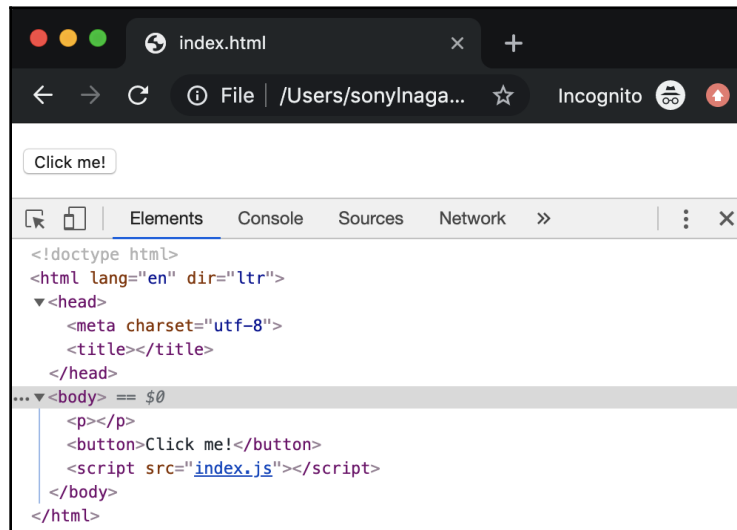 index.html
File | /Users/sonylnaga... Incognito
Click me!
Elements Console Sources Network »
<!doctype html>
<html lang="en" dir="ltr">
▼<head>
<meta charset="utf-8">
<title></title>
</head>
...▼<body> == $0
<p></p>
<button>Click me!</button>
<script src="index.js"></script>
</body>
</html>